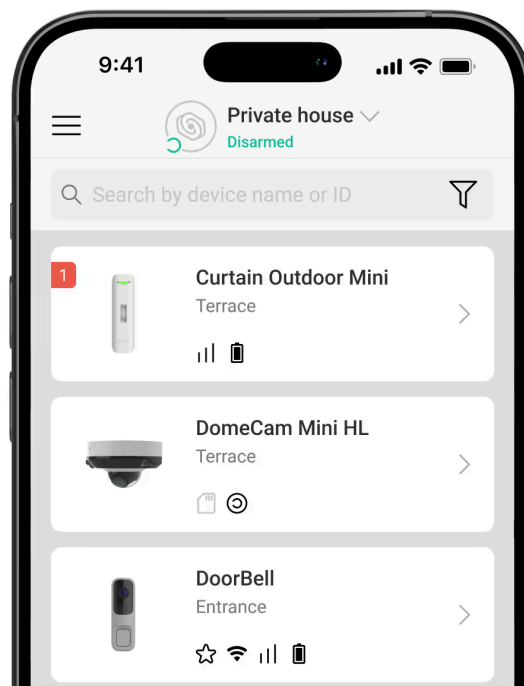 9:41
Private house
Disarmed
Search by device name or ID
1
Curtain Outdoor Mini
Terrace
DomeCam Mini HL
Terrace
DoorBell
Entrance